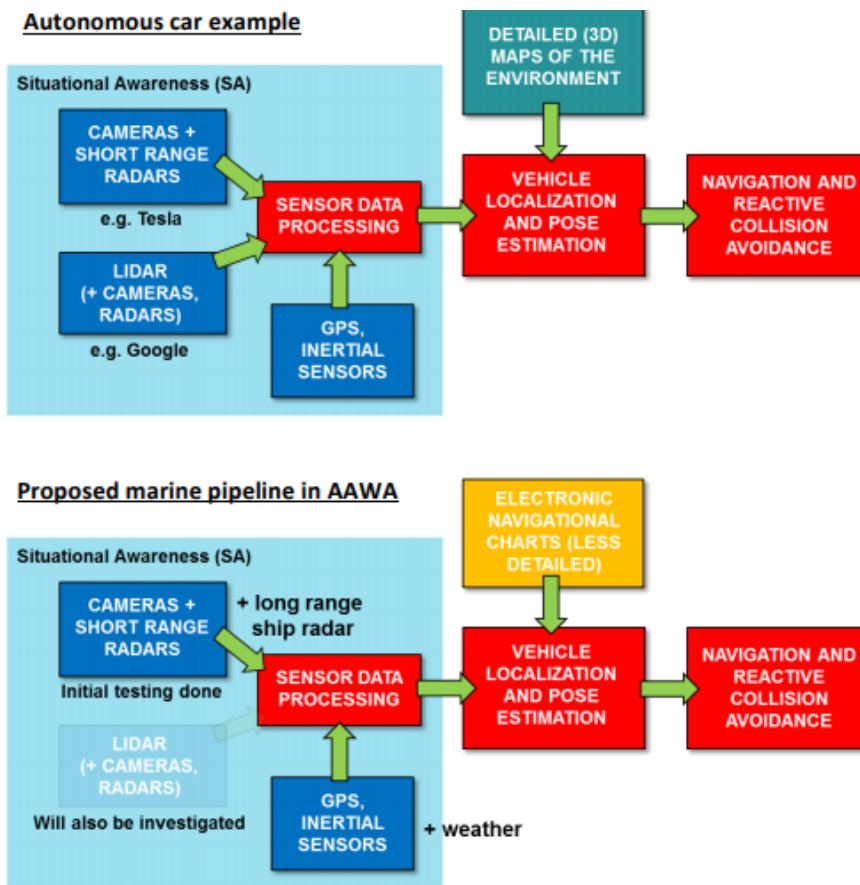 Autonomous car example
DETAILED (3D)
MAPS OF THE
ENVIRONMENT
Situational Awareness (SA)
CAMERAS +
SHORT RANGE
RADARS
e.g. Tesla
SENSOR DATA
PROCESSING
VEHICLE
LOCALIZATION
AND POSE
ESTIMATION
NAVIGATION AND
REACTIVE
COLLISION
AVOIDANCE
LIDAR
(+ CAMERAS,
RADARS)
e.g. Google
GPS,
INERTIAL
SENSORS
Proposed marine pipeline in AAWA
ELECTRONIC
NAVIGATIONAL
CHARTS (LESS
DETAILED)
Situational Awareness (SA)
CAMERAS +
SHORT RANGE
RADARS
+ long range
ship radar
Initial testing done
SENSOR DATA
PROCESSING
VEHICLE
LOCALIZATION
AND POSE
ESTIMATION
NAVIGATION AND
REACTIVE
COLLISION
AVOIDANCE
LIDAR
(+ CAMERAS,
RADARS)
Will also be investigated
GPS,
INERTIAL
SENSORS
+ weather